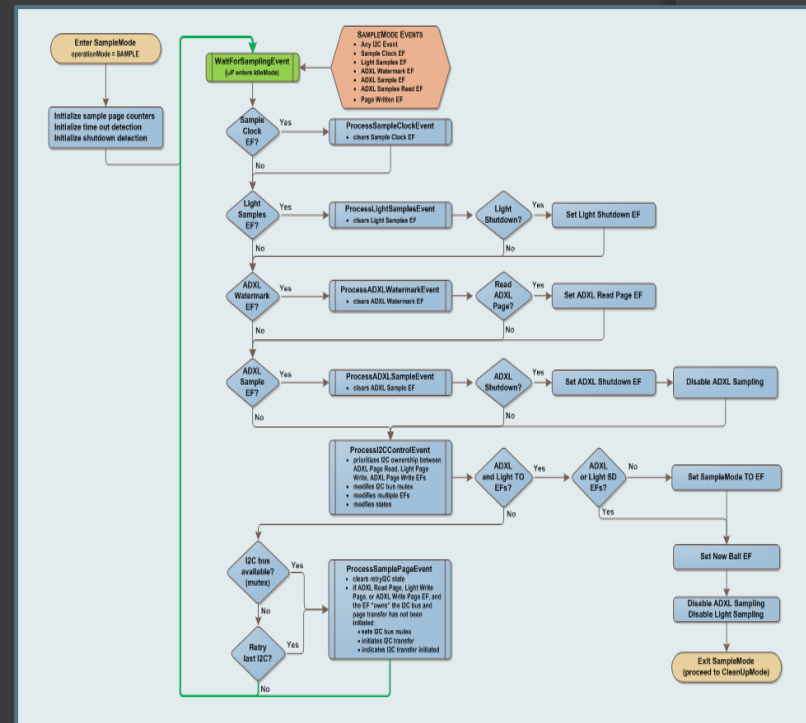 Enter SampleMode
operationMode = SAMPLE
Initialize sample page counters
Initialize time out detection
Initialize shutdown detection
WaitForSamplingEvent
(uP enters IdleMode)
SAMPLEMODE EVENTS
• Any I2C Event
• Sample Clock EF
• Light Samples EF
• ADXL Watermark EF
• ADXL Sample EF
• ADXL Samples Read EF
• Page Written EF
Sample
Clock
EF?
Yes
No
ProcessSampleClockEvent
• clears Sample Clock EF
Light
Samples
EF?
Yes
No
ProcessLightSamplesEvent
• clears Light Samples EF
Light
Shutdown?
Yes
No
Set Light Shutdown EF
ADXL
Watermark
EF?
Yes
No
ProcessADXLWatermarkEvent
• clears ADXL Watermark EF
Read
ADXL
Page?
Yes
No
Set ADXL Read Page EF
ADXL
Sample
EF?
Yes
No
ProcessADXLSampleEvent
• clears ADXL Sample EF
ADXL
Shutdown?
Yes
No
Set ADXL Shutdown EF
Disable ADXL Sampling
ProcessI2CControlEvent
• prioritizes I2C ownership between
ADXL Page Read, Light Page
Write, ADXL Page Write EFs
• modifes I2C bus mutex
• modifies multiple EFs
• modfies states
ADXL
and Light TO
EFs?
Yes
No
ADXL
or Light SD
EFs?
No
Yes
Set SampleMode TO EF
Set New Ball EF
Disable ADXL Sampling
Disable Light Sampling
Exit SampleMode
(proceed to CleanUpMode)
I2C bus
available?
(mutex)
Yes
No
Retry
last I2C?
Yes
No
ProcessSamplePageEvent
• clears retryI2C state
• if ADXL Read Page, Light Write
Page, or ADXL Write Page EF, and
the EF "owns" the I2C bus and
page transfer has not been
initiated:
• sets I2C bus mutex
• initiates I2C transfer
• indicates I2C transfer initiated